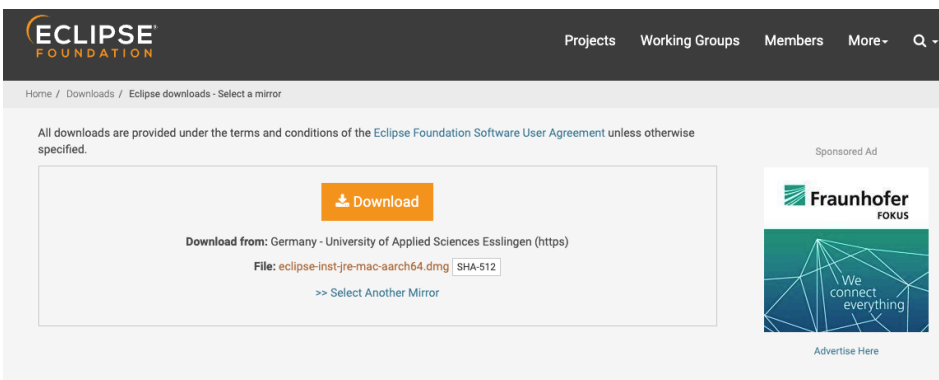 ECLIPSE®
FOUNDATION
Projects Working Groups Members More
Home / Downloads / Eclipse downloads - Select a mirror
All downloads are provided under the terms and conditions of the Eclipse Foundation Software User Agreement unless otherwise
specified.
Download
Download from: Germany - University of Applied Sciences Esslingen (https)
File: eclipse-inst-jre-mac-aarch64.dmg SHA-512
>> Select Another Mirror
Sponsored Ad
Fraunhofer
FOKUS
We
connect
everything
Advertise Here